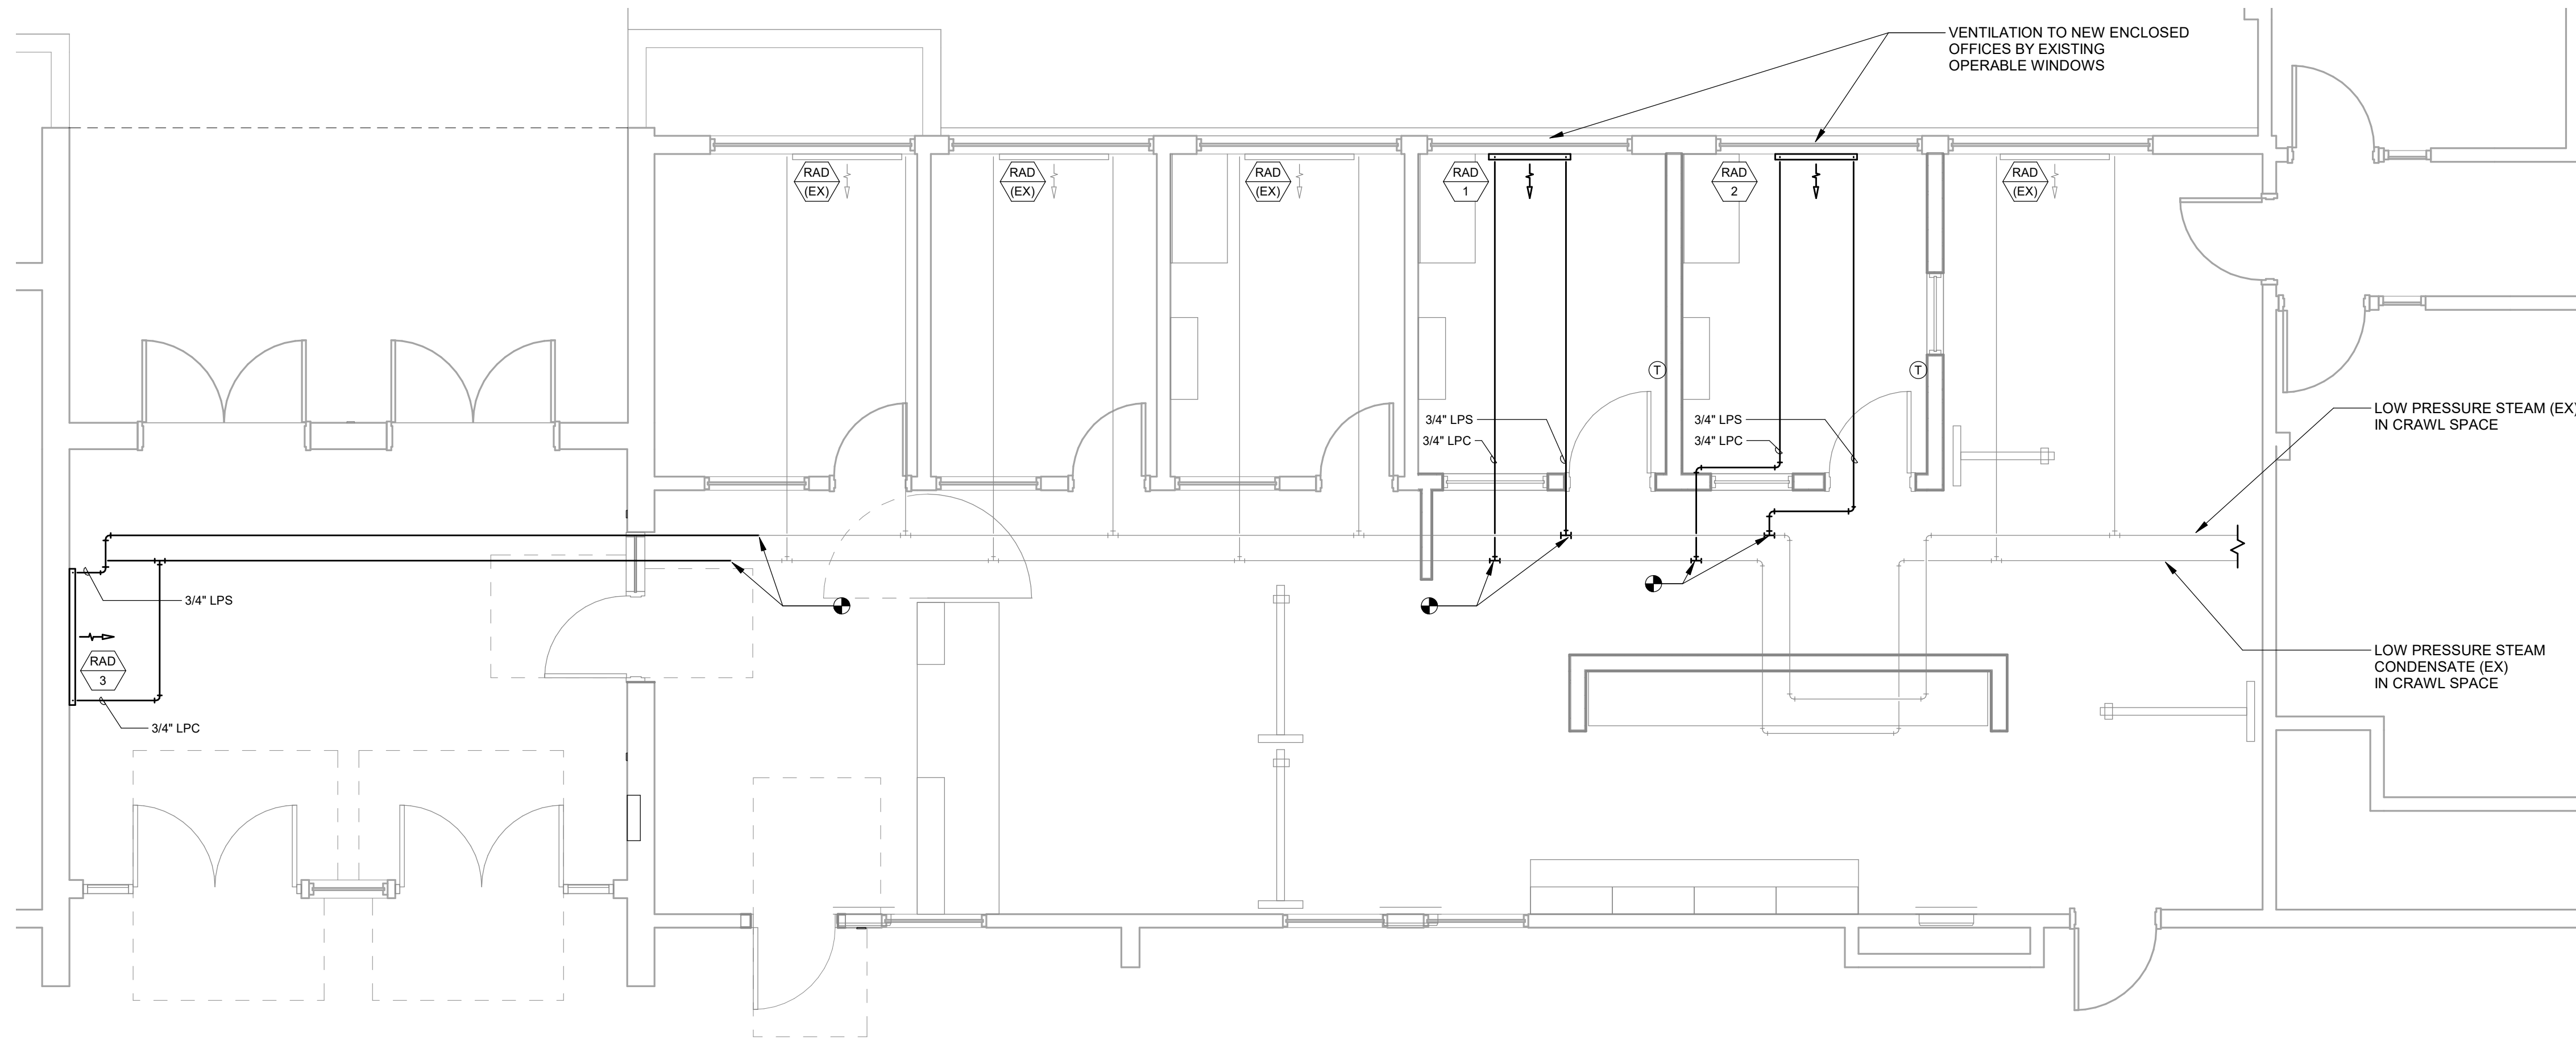 VENTILATION TO NEW ENCLOSED
OFFICES BY EXISTING
OPERABLE WINDOWS
RAD
(EX)
RAD
(EX)
RAD
(EX)
RAD
1
RAD
2
RAD
(EX)
T
T
3/4" LPS
3/4" LPC
3/4" LPS
3/4" LPC
LOW PRESSURE STEAM (EX)
IN CRAWL SPACE
3/4" LPS
RAD
3
3/4" LPC
LOW PRESSURE STEAM
CONDENSATE (EX)
IN CRAWL SPACE